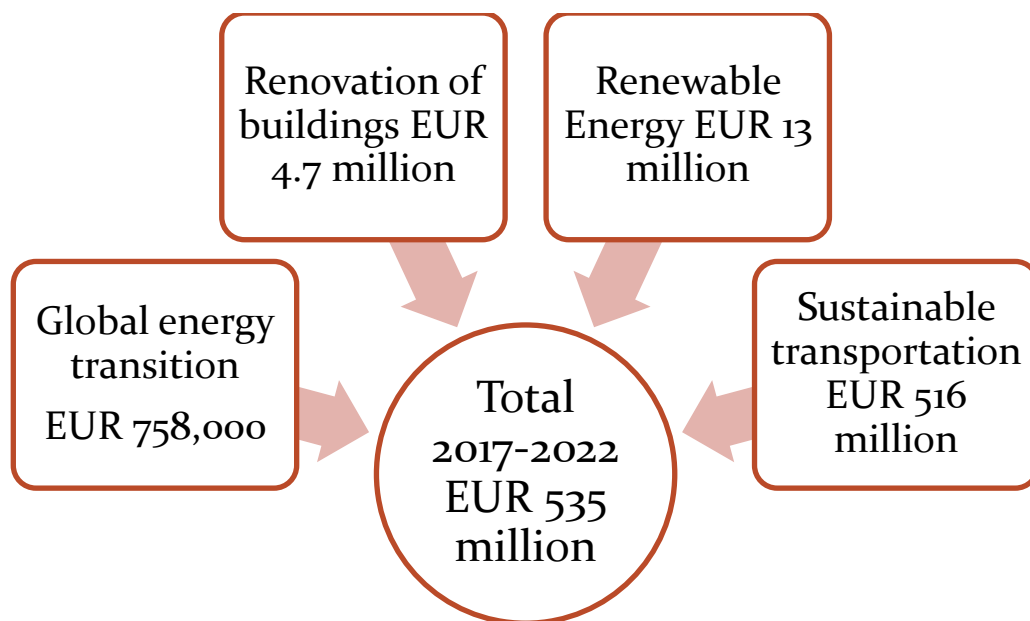 Renovation of
buildings EUR
4.7 million
Renewable
Energy EUR 13
million
Global energy
transition
EUR 758,000
Sustainable
transportation
EUR 516
million
Total
2017-2022
EUR 535
million